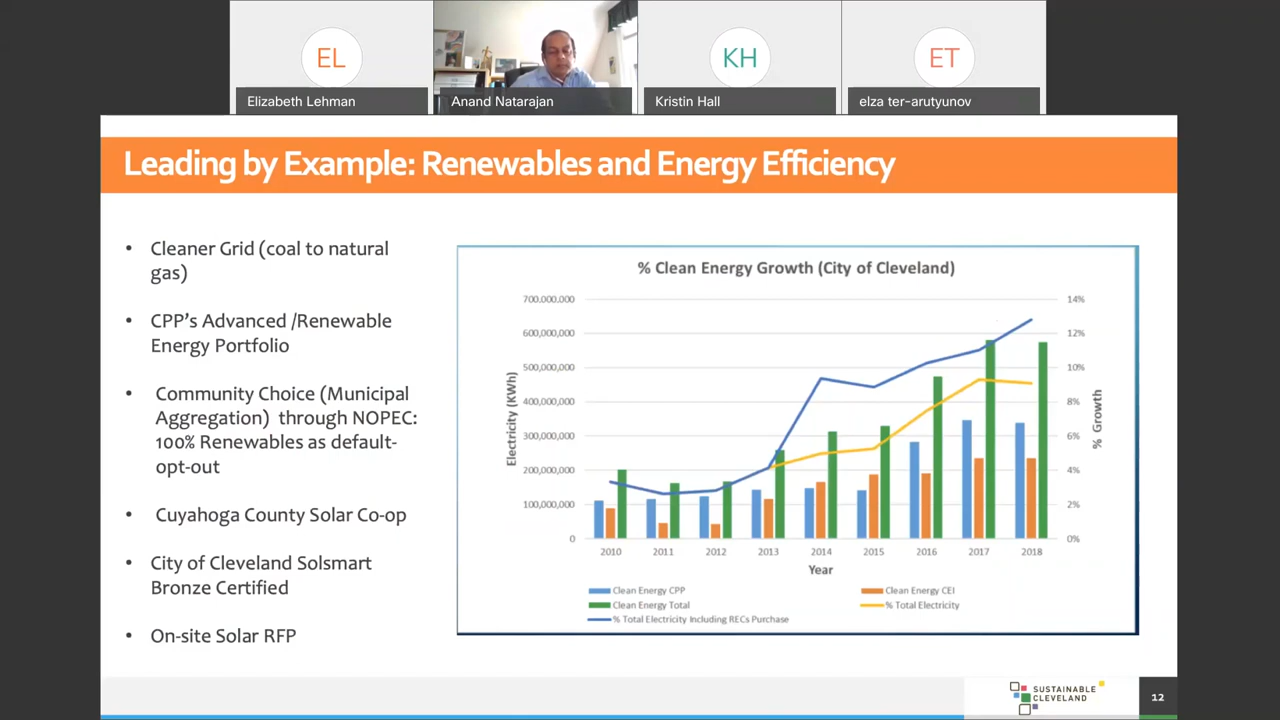 EL
KH
ET
Elizabeth Lehman
Anand Natarajan
Kristin Hall
elza ter-arutyunov
Leading by Example: Renewables and Energy Efficiency
• Cleaner Grid (coal to natural
gas)
• CPP's Advanced /Renewable
Energy Portfolio
• Community Choice (Municipal
Aggregation) through NOPEC:
100% Renewables as default-
opt-out
• Cuyahoga County Solar Co-op
• City of Cleveland Solsmart
Bronze Certified
• On-site Solar RFP
% Clean Energy Growth (City of Cleveland)
700,000,000
600,000,000
500,000,000
400,000,000
300,000,000
200,000,000
100,000,000
0
Electricity (KWh)
14%
12%
10%
8%
6%
4%
2%
0%
% Growth
2010 2011 2012 2013 2014 2015 2016 2017 2018
Year
Clean Energy CPP
Clean Energy CEI
Clean Energy Total
% Total Electricity
% Total Electricity Including RECs Purchase
SUSTAINABLE
CLEVELAND
12